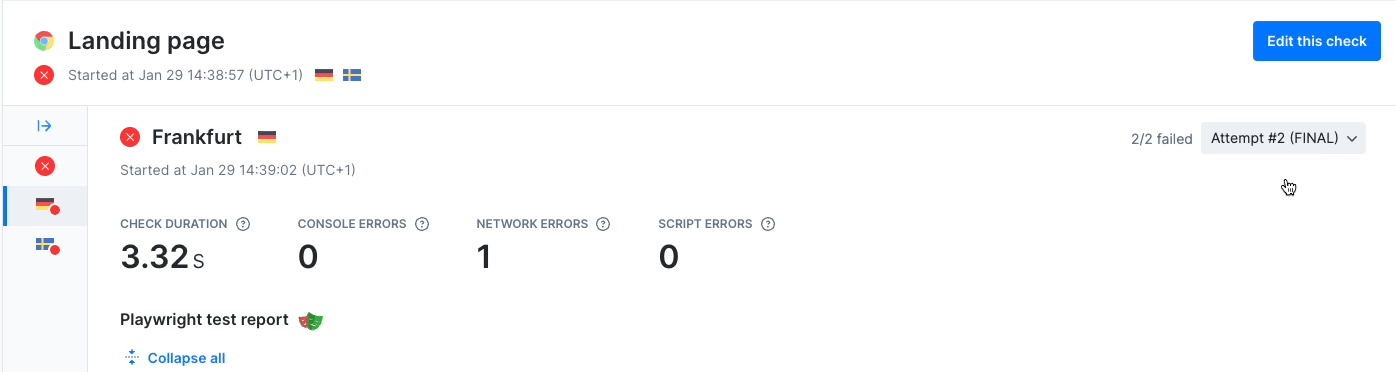 Landing page
Edit this check
Started at Jan 29 14:38:57 (UTC+1)
Frankfurt
2/2 failed
Attempt #2 (FINAL)
Started at Jan 29 14:39:02 (UTC+1)
CHECK DURATION ? CONSOLE ERRORS ? NETWORK ERRORS ? SCRIPT ERRORS ?
3.32 s 0 1 0
Playwright test report
Collapse all